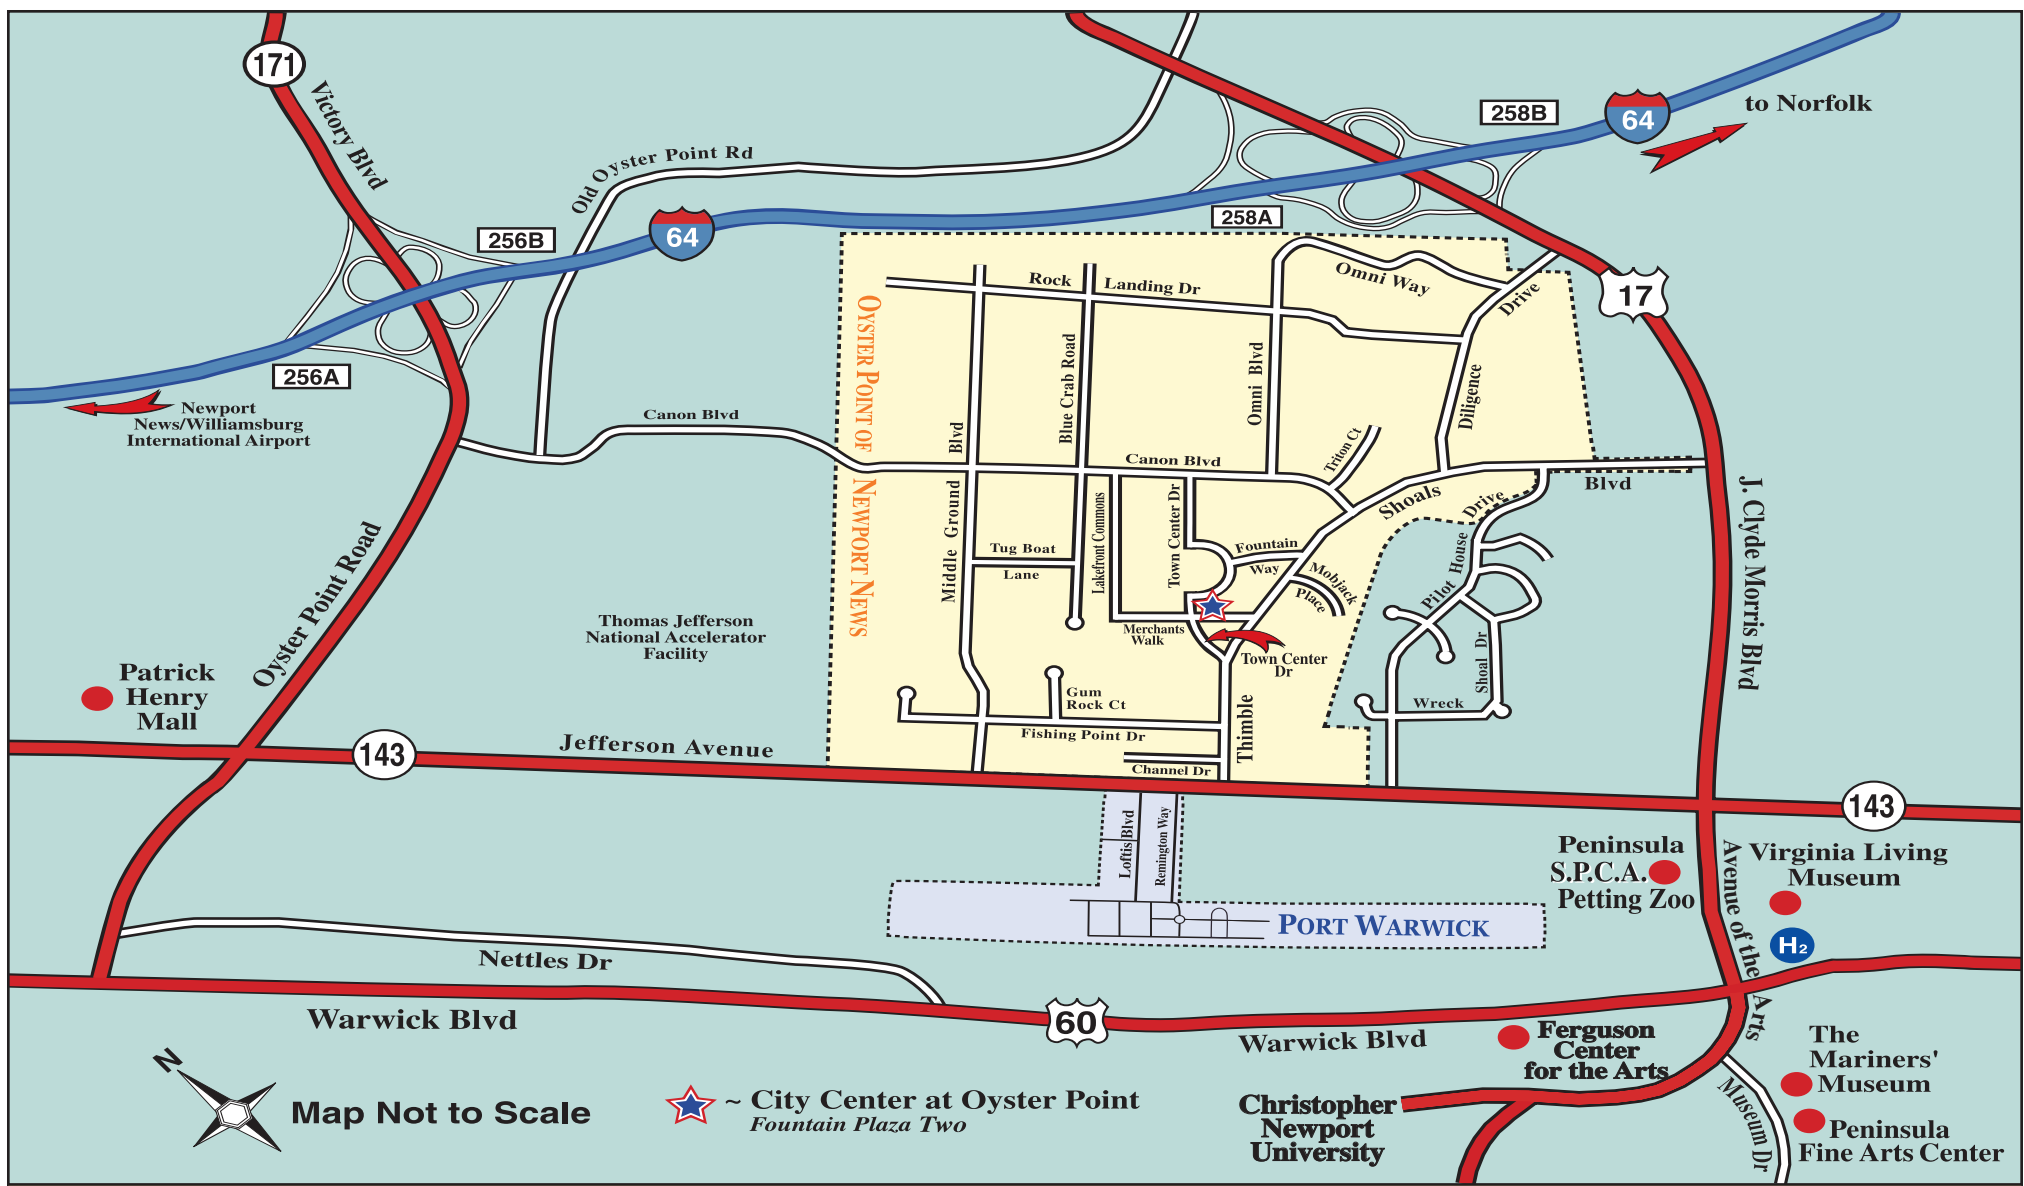 171
Victory Blvd
Old Oyster Point Rd
258B
64
to Norfolk
256B
64
258A
17
256A
Newport
News/Williamsburg
International Airport
Canon Blvd
Oyster Point of Newport News
Rock Landing Dr
Omni Way
Diligence Drive
Blue Crab Road
Omni Blvd
Middle Ground Blvd
Canon Blvd
Triton Ct
Shoals
Blvd
Pilot House Drive
J. Clyde Morris Blvd
Tug Boat
Lane
Lakefront Commons
Town Center Dr
Fountain
Way
Mobjack
Place
Merchants
Walk
Town Center
Dr
Shoal Dr
Wreck
Gum
Rock Ct
Fishing Point Dr
Thimble
Channel Dr
Thomas Jefferson
National Accelerator
Facility
Oyster Point Road
Patrick
Henry
Mall
143
Jefferson Avenue
143
Loftis Blvd
Remington Way
Port Warwick
Peninsula
S.P.C.A.
Petting Zoo
Avenue of the Arts
Virginia Living
Museum
H2
Nettles Dr
Warwick Blvd
60
Warwick Blvd
Ferguson
Center
for the Arts
The
Mariners'
Museum
Peninsula
Fine Arts Center
Museum Dr
Christopher
Newport
University
N
Map Not to Scale
~ City Center at Oyster Point
Fountain Plaza Two